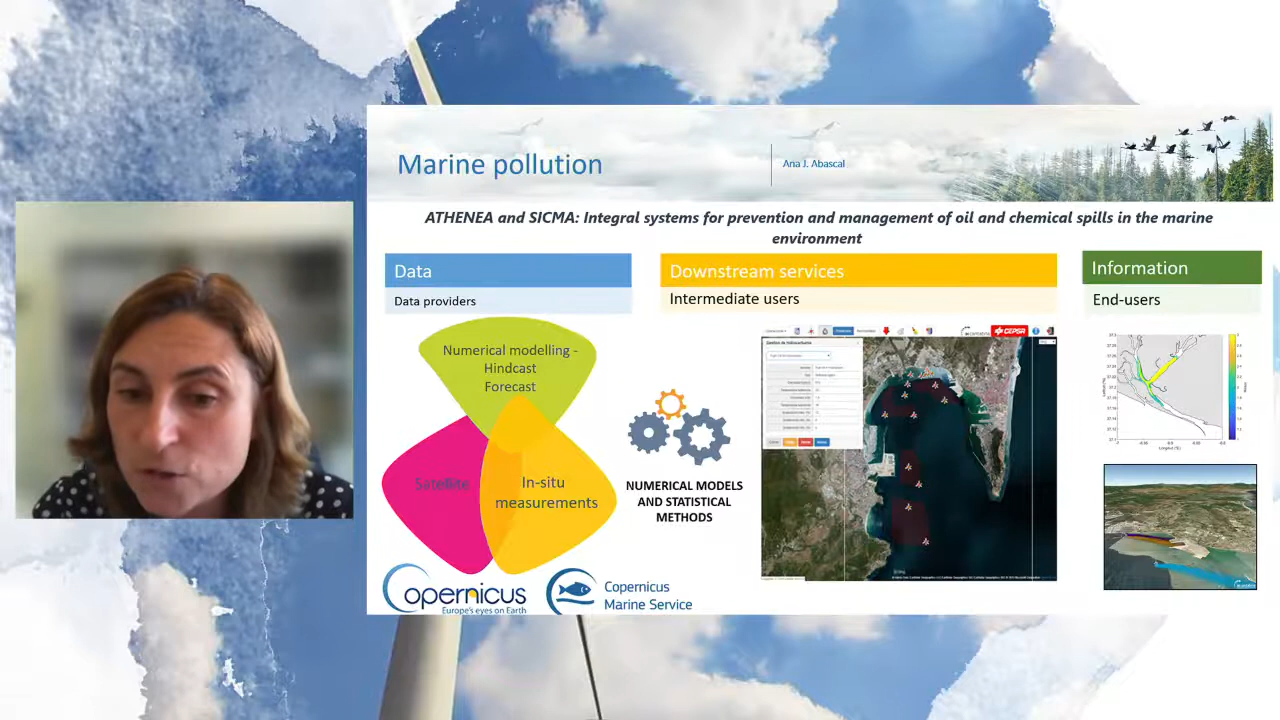 Marine pollution
Ana J. Abascal
ATHENEA and SICMA: Integral systems for prevention and management of oil and chemical spills in the marine
environment
Data
Data providers
Downstream services
Intermediate users
Information
End-users
Numerical modelling -
Hindcast
Forecast
Satellite
In-situ
measurements
NUMERICAL MODELS
AND STATISTICAL
METHODS
CEPSA
opernicus
Europe's eyes on Earth
Copernicus
Marine Service